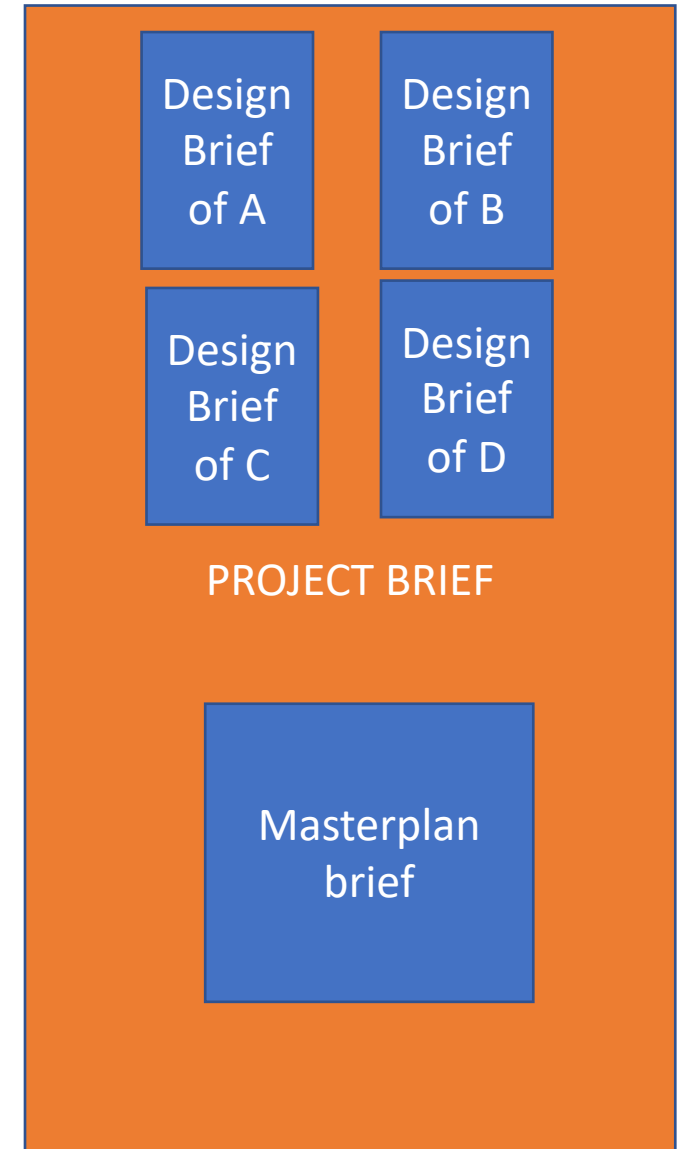 Design
Brief
of A
Design
Brief
of B
Design
Brief
of C
Design
Brief
of D
PROJECT BRIEF
Masterplan
brief